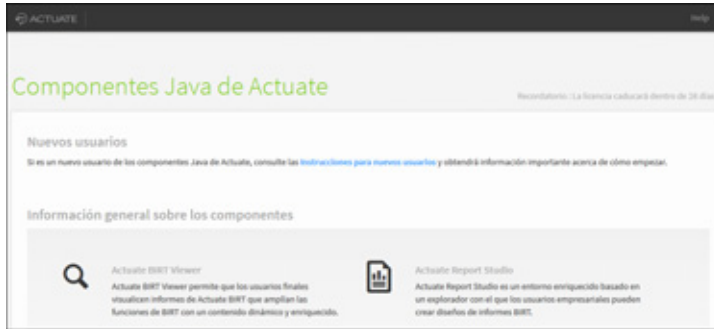 ACTUATE
Help
Componentes Java de Actuate
Recordatorio : La licencia caducará dentro de 28 días
Nuevos usuarios
Si es un nuevo usuario de los componentes Java de Actuate, consulte las Instrucciones para nuevos usuarios y obtendrá información importante acerca de cómo empezar.
Información general sobre los componentes
Actuate BIRT Viewer
Actuate BIRT Viewer permite que los usuarios finales
visualicen informes de Actuate BIRT que amplían las
funciones de BIRT con un contenido dinámico y enriquecido.
Actuate Report Studio
Actuate Report Studio es un entorno enriquecido basado en
un explorador con el que los usuarios empresariales pueden
crear diseños de informes BIRT.